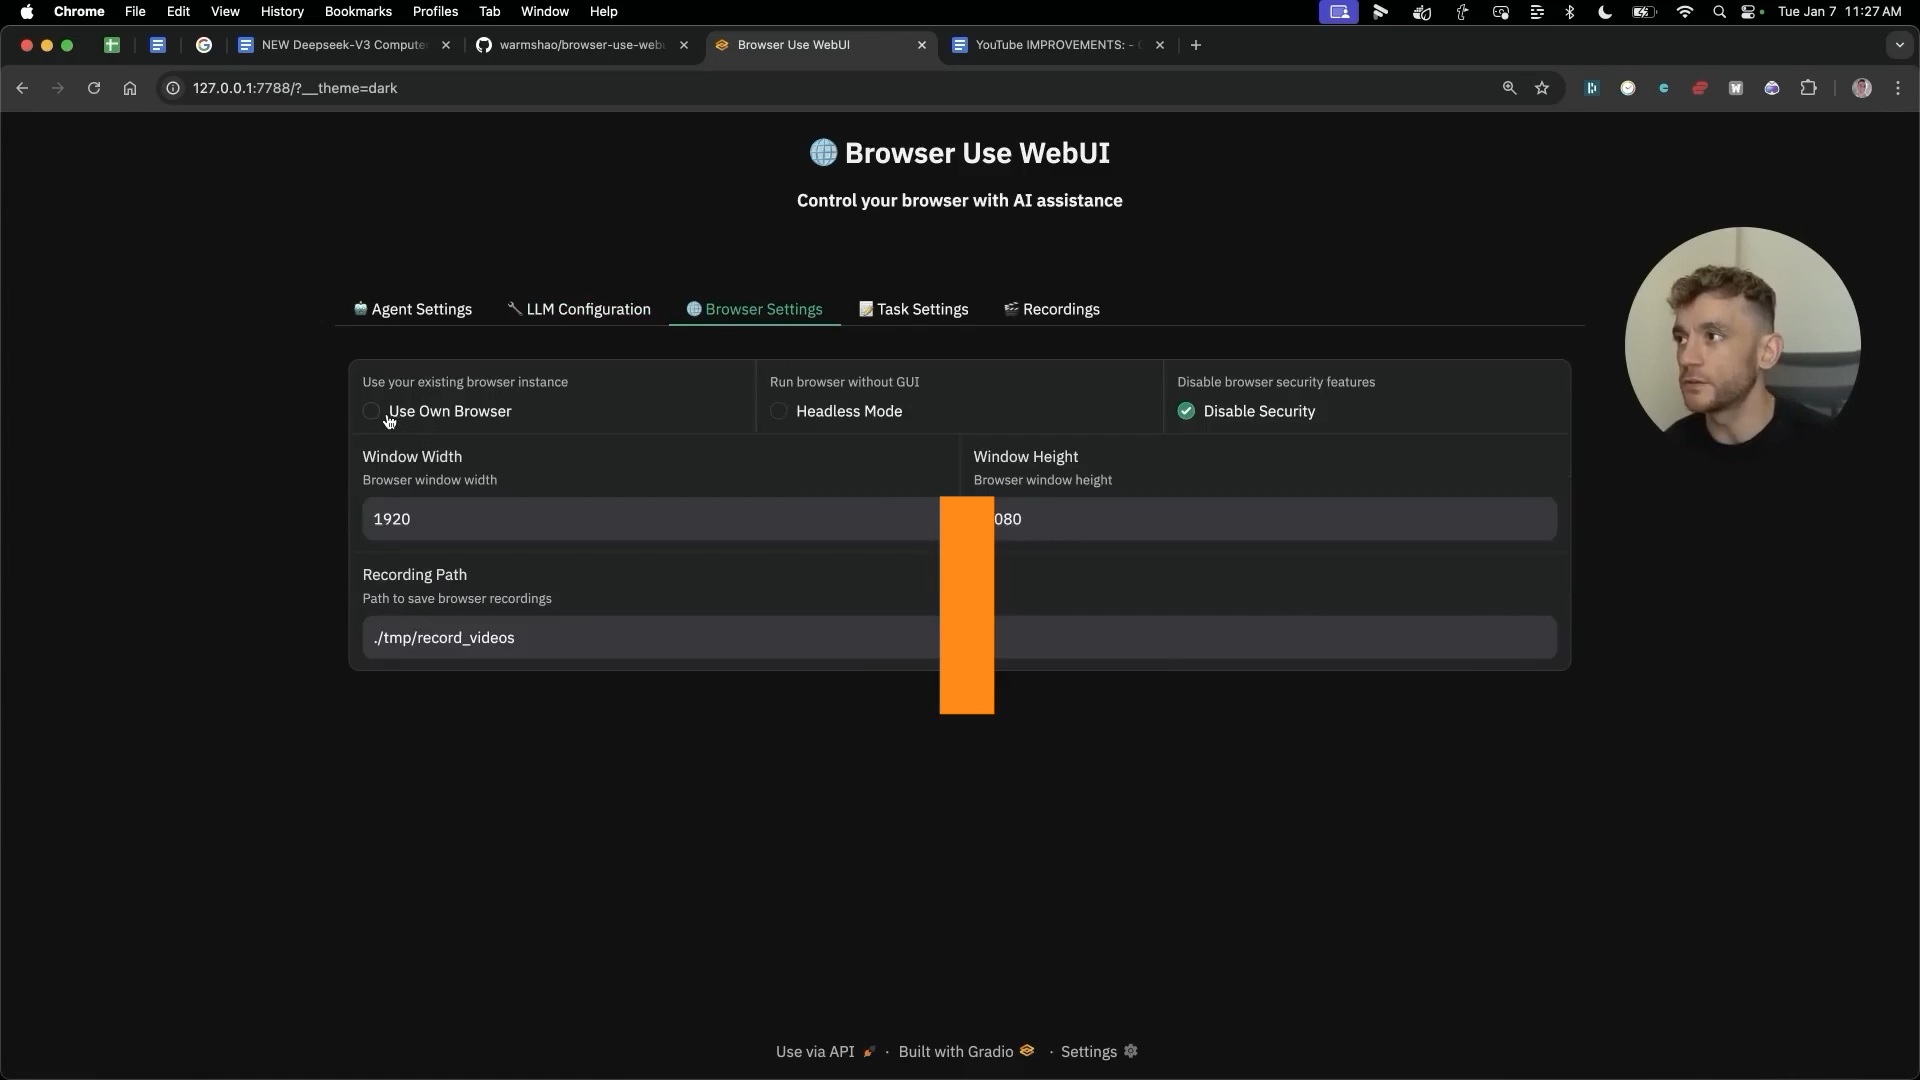 Chrome File Edit View History Bookmarks Profiles Tab Window Help Tue Jan 7 11:27 AM
NEW Deepseek-V3 Compute warmshao/browser-use-web Browser Use WebUI YouTube IMPROVEMENTS: -
127.0.0.1:7788/?__theme=dark
Browser Use WebUI
Control your browser with AI assistance
Agent Settings LLM Configuration Browser Settings Task Settings Recordings
Use your existing browser instance Run browser without GUI Disable browser security features
Use Own Browser Headless Mode Disable Security
Window Width Window Height
Browser window width Browser window height
1920 080
Recording Path
Path to save browser recordings
./tmp/record_videos
Use via API · Built with Gradio · Settings